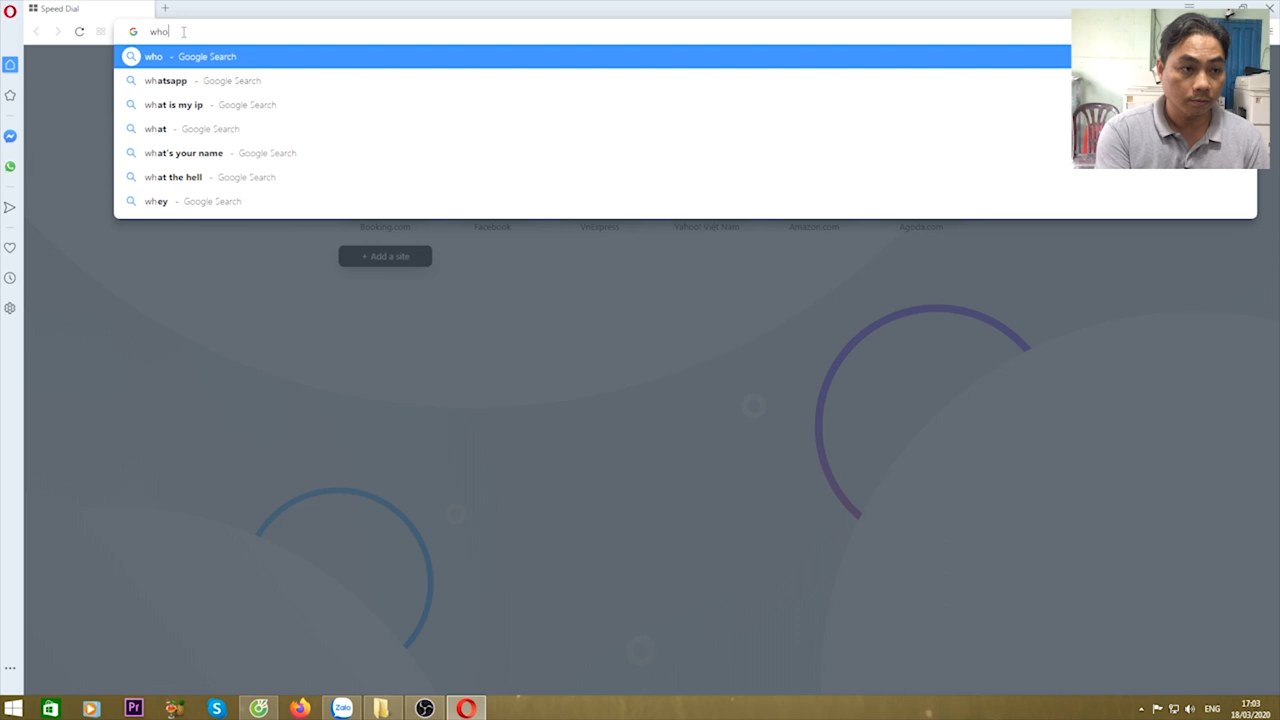 Speed Dial
who
who - Google Search
whatsapp - Google Search
what is my ip - Google Search
what - Google Search
what's your name - Google Search
what the hell - Google Search
whey - Google Search
Booking.com Facebook VnExpress Yahoo! Việt Nam Amazon.com Agoda.com
+ Add a site
Pr Zalo ENG 17:03
18/03/2020